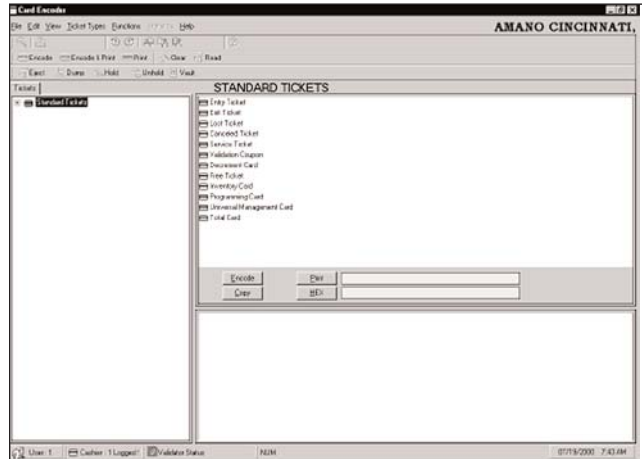 Card Encoder
File Edit View Ticket Types Functions Help
AMANO CINCINNATI,
Encode Encode & Print Print Clear Read
Eject Dump Hold Unhold Vault
Tickets
STANDARD TICKETS
Standard Tickets
Entry Ticket
Exit Ticket
Lost Ticket
Canceled Ticket
Service Ticket
Validation Coupon
Decrement Card
Free Ticket
Inventory Card
Programming Card
Universal Management Card
Total Card
Encode Print
Copy HEX
User: 1 Cashier: 1 Logged! Validator Status NUM 07/19/2000 7:43 AM